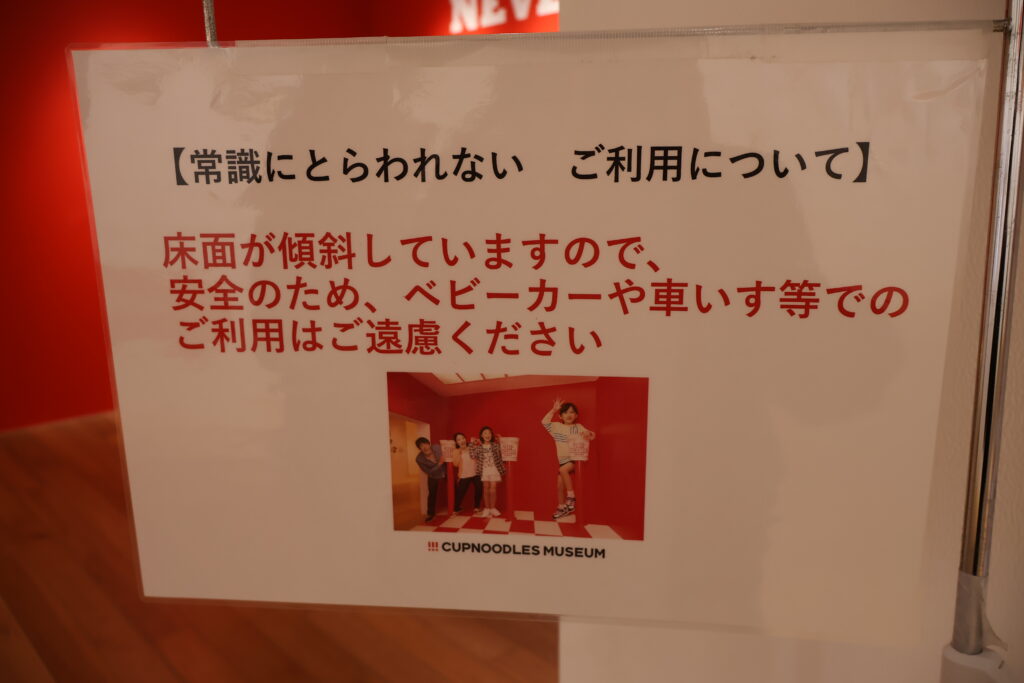 【常識にとらわれない　ご利用について】
床面が傾斜していますので、
安全のため、ベビーカーや車いす等での
ご利用はご遠慮ください
!!! CUPNOODLES MUSEUM